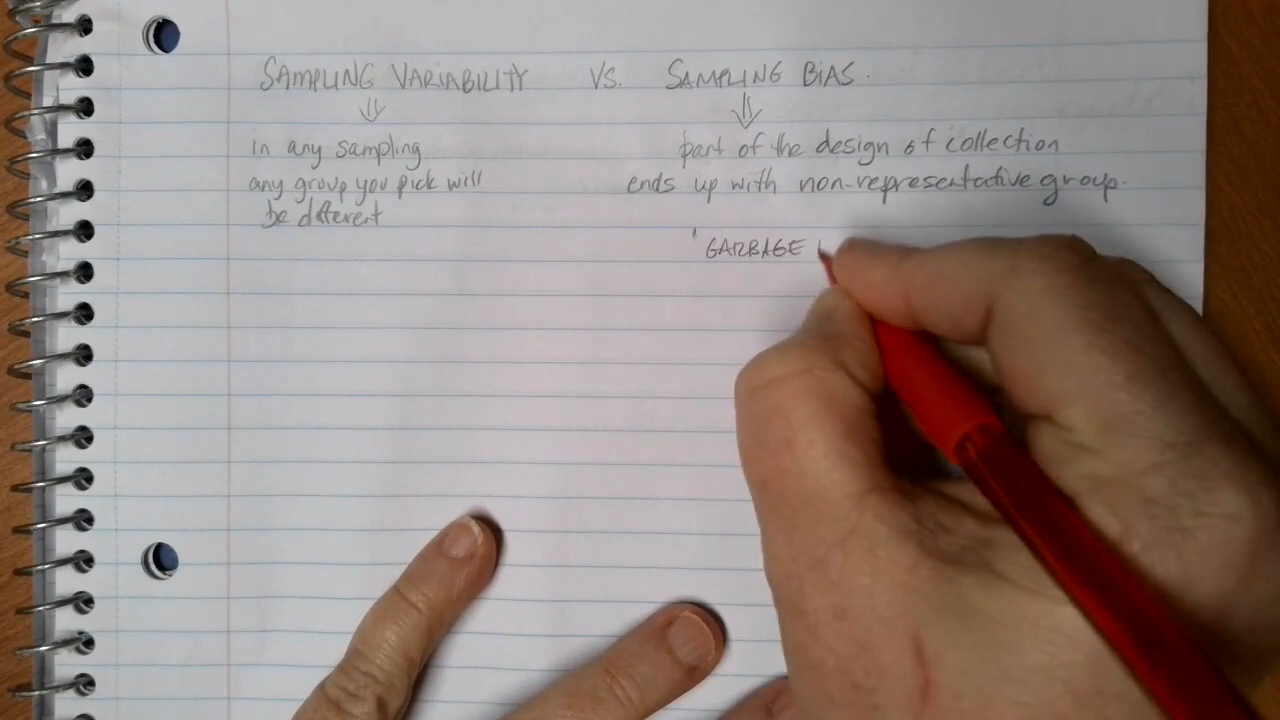 SAMPLING VARIABILITY VS. SAMPLING BIAS.
in any sampling
any group you pick will
be different
part of the design of collection
ends up with non-representative group.
'GARBAGE I